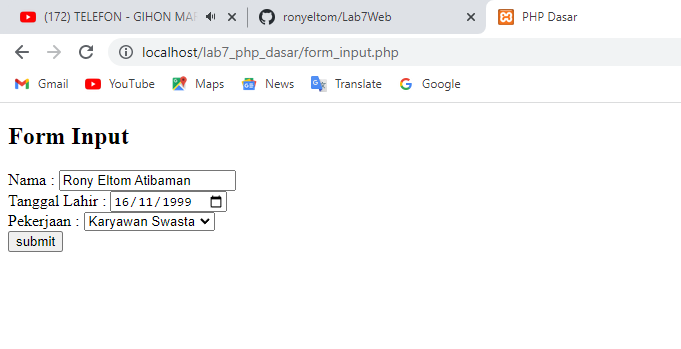 (172) TELEFON - GIHON MA
ronyeltom/Lab7Web
PHP Dasar
localhost/lab7_php_dasar/form_input.php
Gmail YouTube Maps News Translate Google
Form Input
Nama : Rony Eltom Atibaman
Tanggal Lahir : 16/11/1999
Pekerjaan : Karyawan Swasta
submit